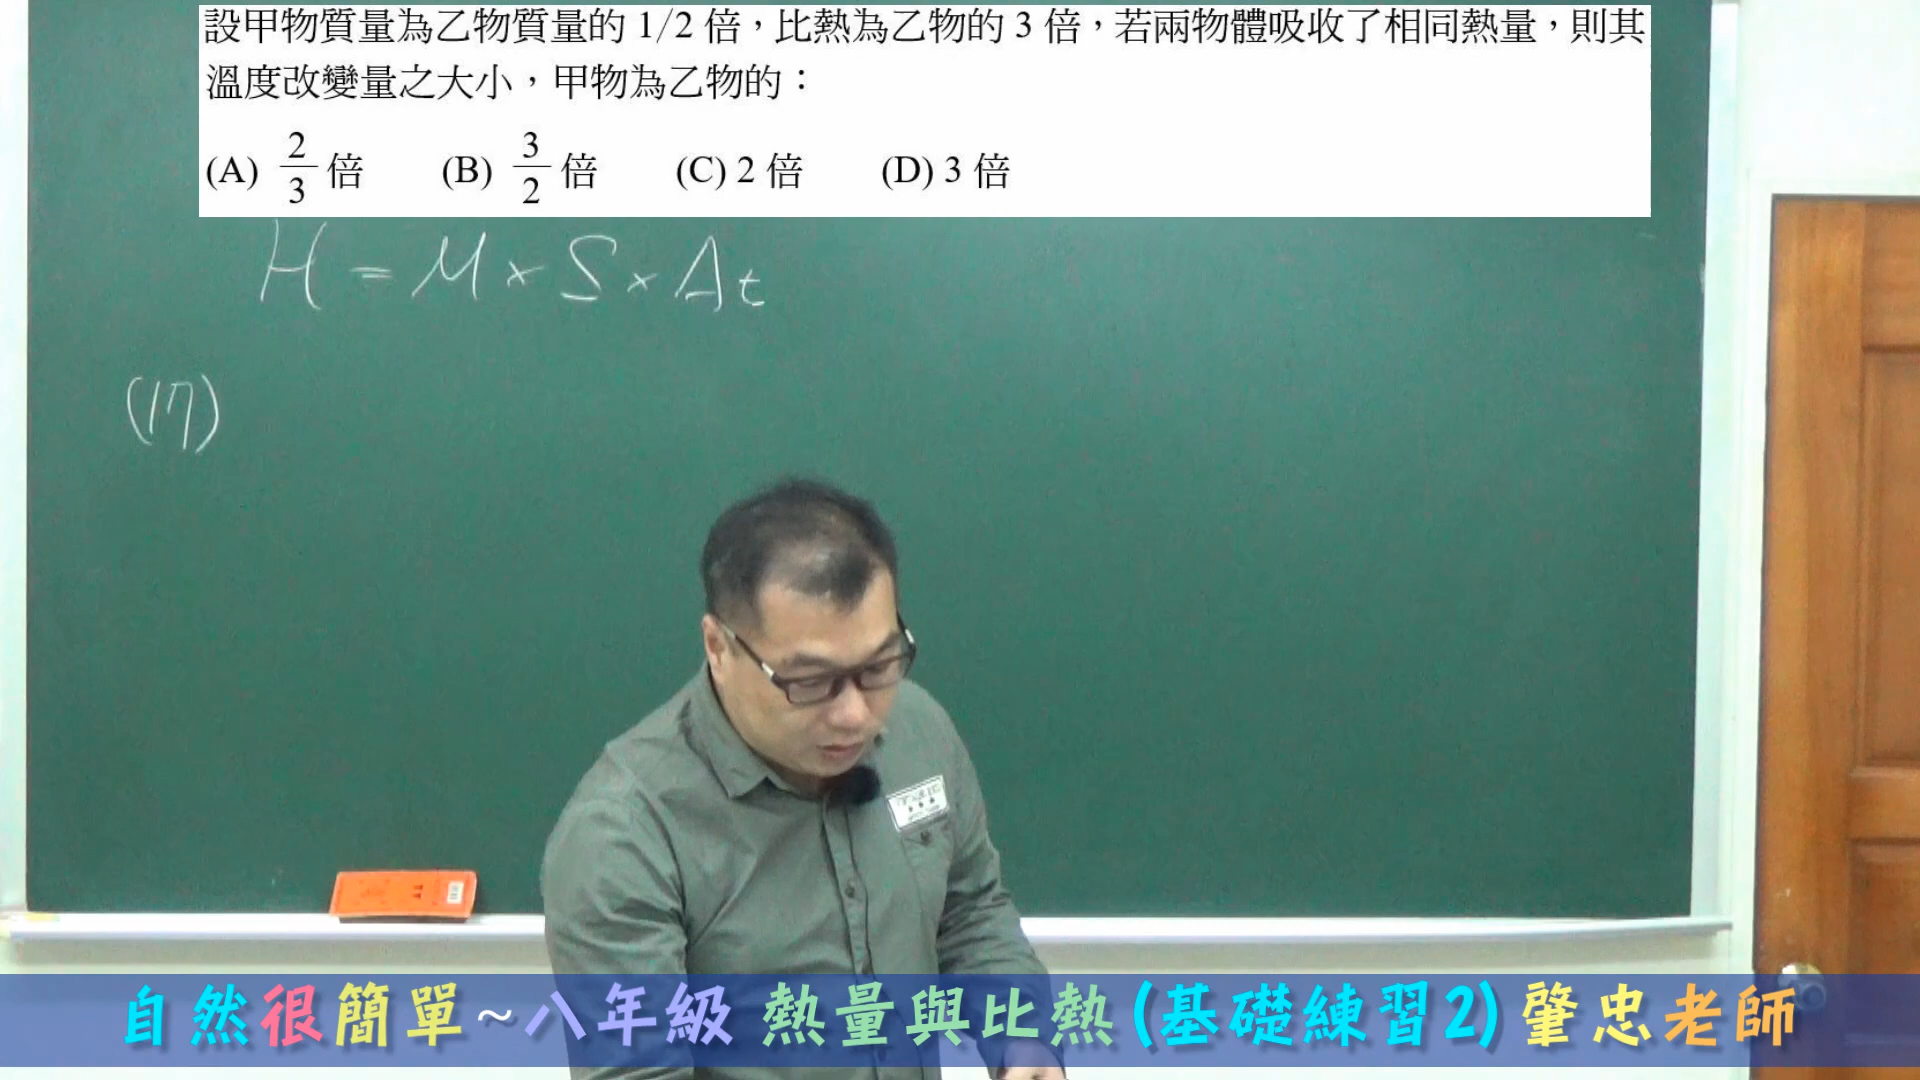 設甲物質量為乙物質量的 1/2 倍，比熱為乙物的 3 倍，若兩物體吸收了相同熱量，則其
溫度改變量之大小，甲物為乙物的：
(A) 2/3 倍 (B) 3/2 倍 (C) 2 倍 (D) 3 倍
H = M × S × Δt
(17)
自然很簡單~八年級 熱量與比熱(基礎練習2) 肇忠老師